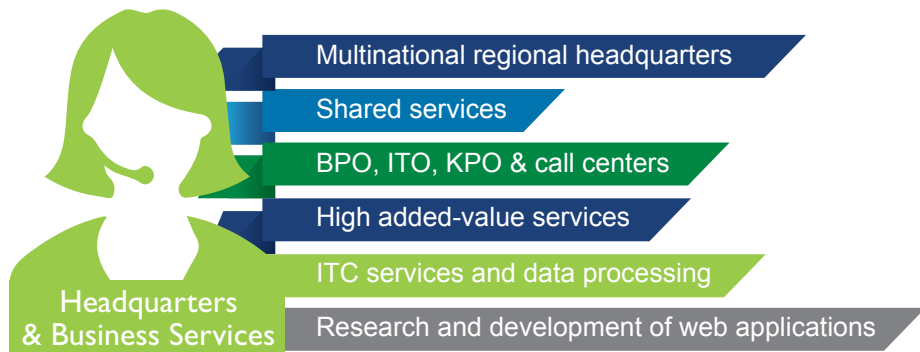 Multinational regional headquarters
Shared services
BPO, ITO, KPO & call centers
High added-value services
ITC services and data processing
Headquarters
& Business Services
Research and development of web applications